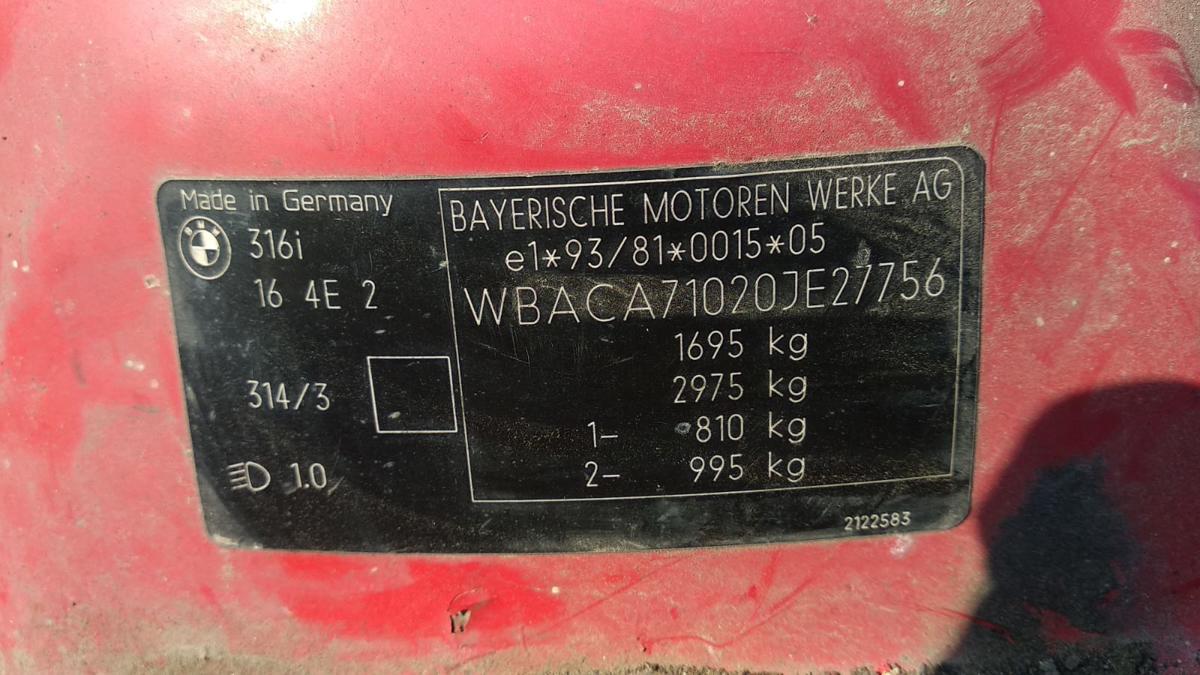 Made in Germany
316i
16 4E 2
314/3
1.0
BAYERISCHE MOTOREN WERKE AG
e1*93/81*0015*05
WBACA71020JE27756
1695 kg
2975 kg
1- 810 kg
2- 995 kg
2122583